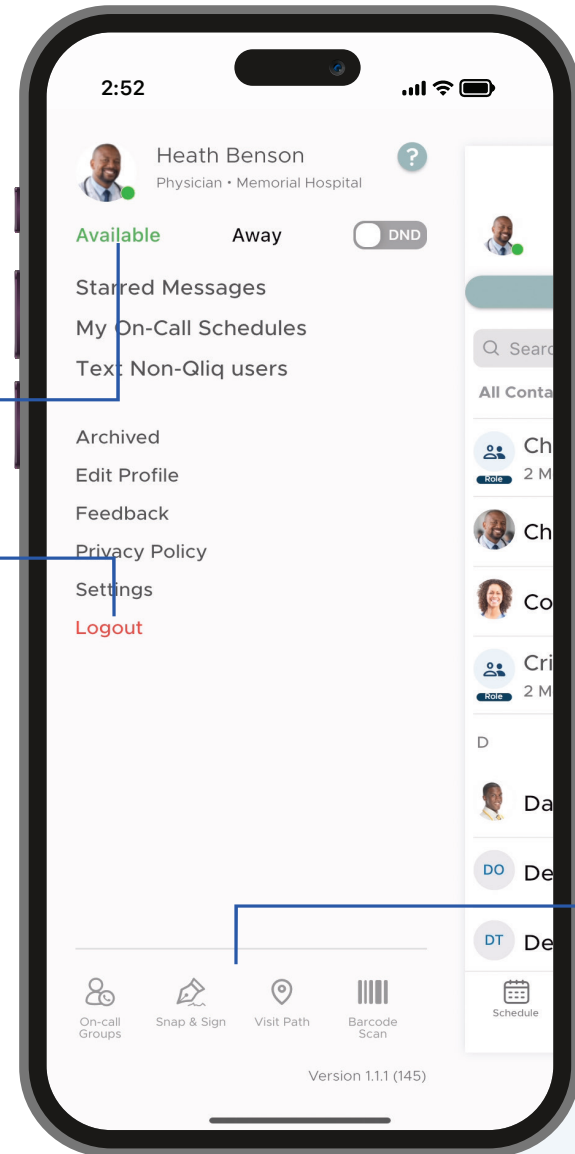 2:52
Heath Benson
?
Physician • Memorial Hospital
Available Away DND
Starred Messages
My On-Call Schedules
Text Non-Qliq users
Archived
Edit Profile
Feedback
Privacy Policy
Settings
Logout
On-call
Groups
Snap & Sign
Visit Path
Barcode
Scan
Version 1.1.1 (145)
Searc
All Conta
Ch
Role 2 M
Ch
Co
Cri
Role 2 M
D
Da
DO De
DT De
Schedule